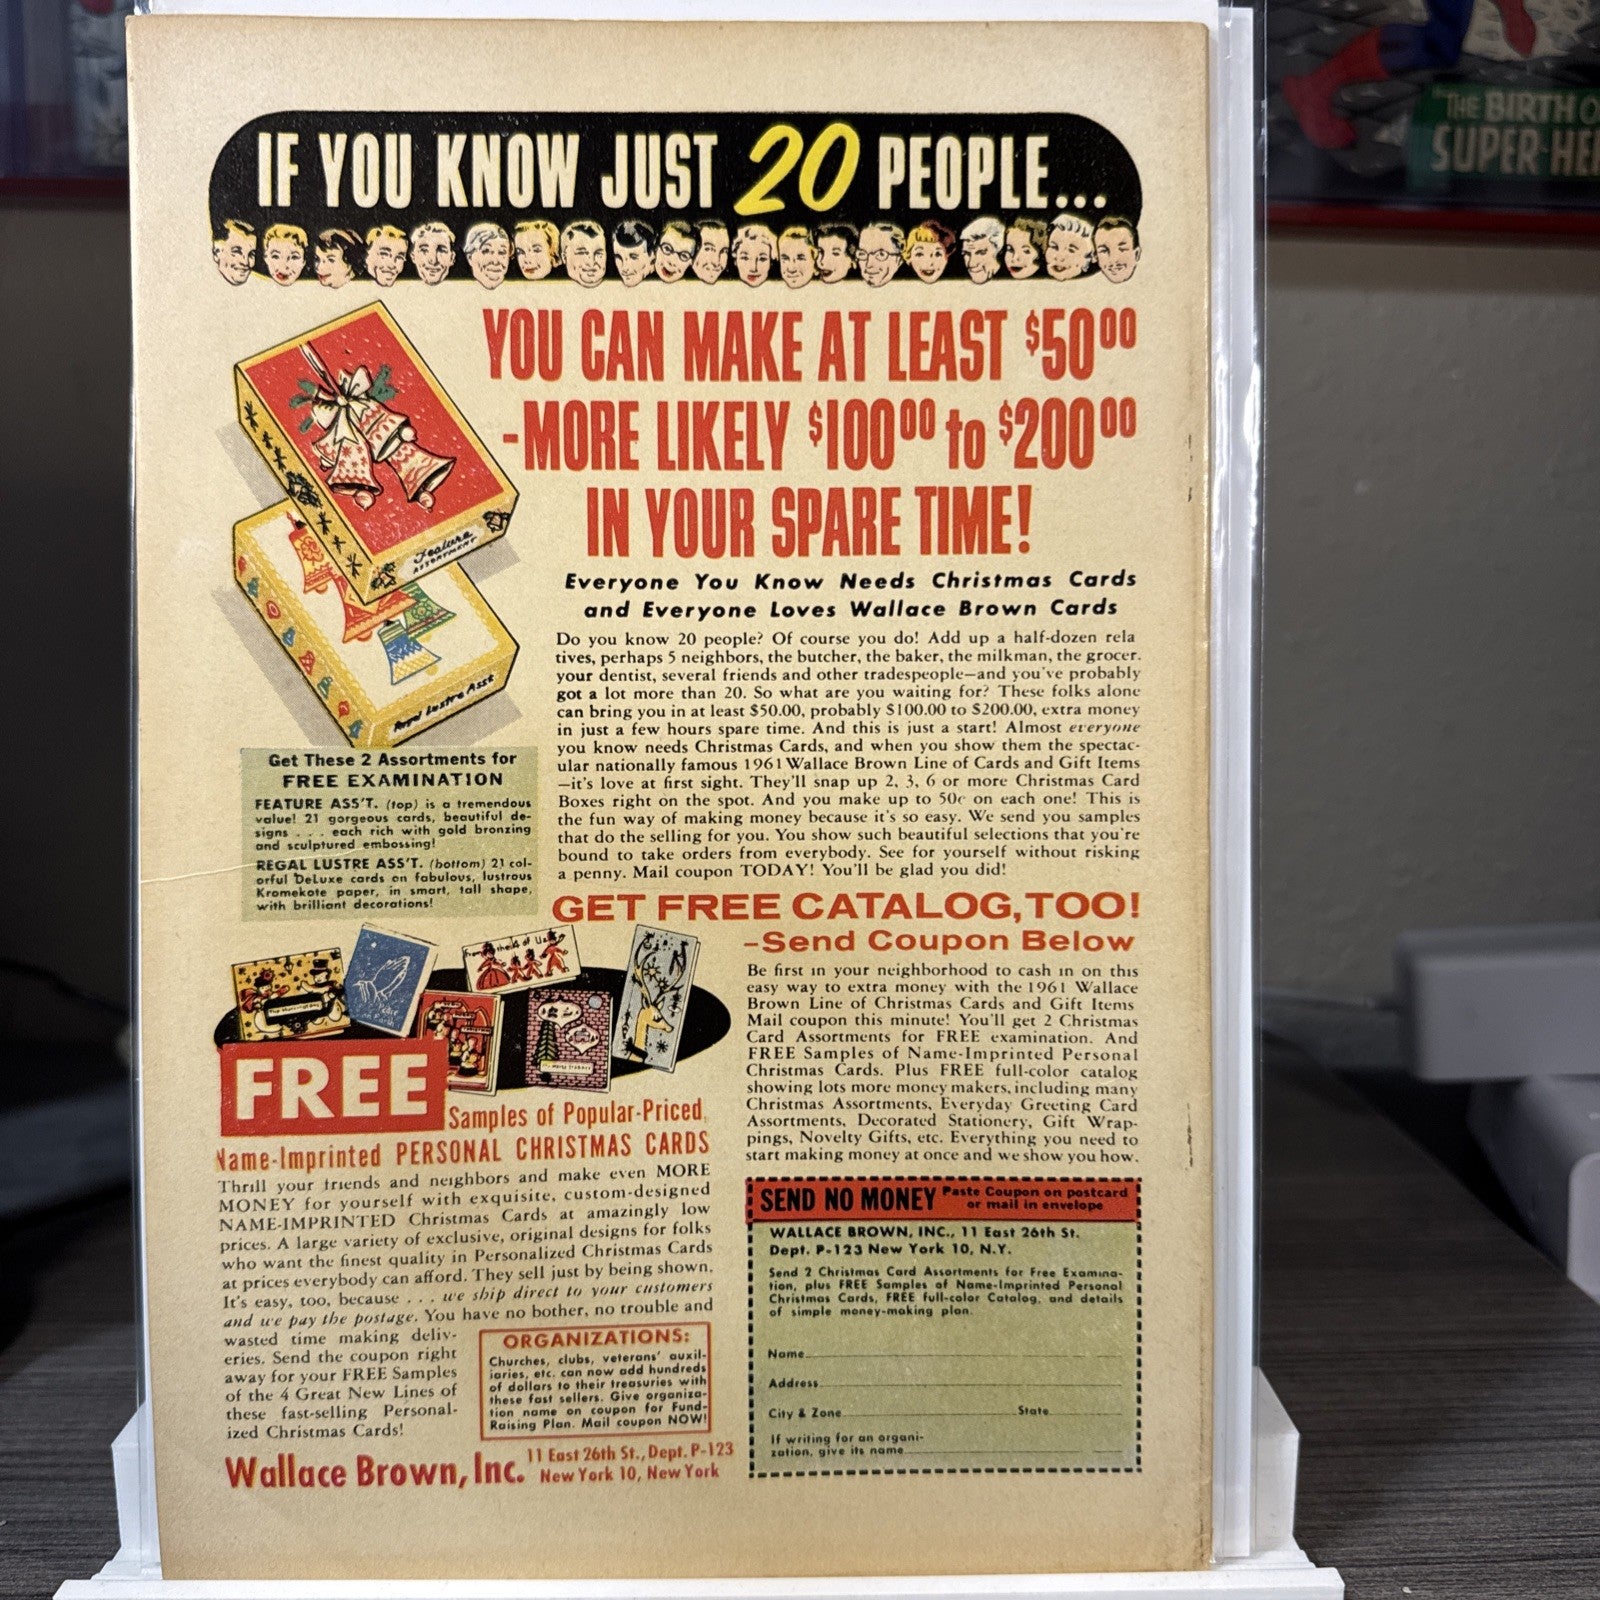 "THE BIRTH O
SUPER-HE
IF YOU KNOW JUST 20 PEOPLE...
YOU CAN MAKE AT LEAST $50.00
-MORE LIKELY $100.00 to $200.00
IN YOUR SPARE TIME!
Everyone You Know Needs Christmas Cards
and Everyone Loves Wallace Brown Cards
Feature
ASSORTMENT
Regal Lustre Asst
Do you know 20 people? Of course you do! Add up a half-dozen rela
tives, perhaps 5 neighbors, the butcher, the baker, the milkman, the grocer.
your dentist, several friends and other tradespeople—and you've probably
got a lot more than 20. So what are you waiting for? These folks alone
can bring you in at least $50.00, probably $100.00 to $200.00, extra money
in just a few hours spare time. And this is just a start! Almost everyone
you know needs Christmas Cards, and when you show them the spectac-
ular nationally famous 1961 Wallace Brown Line of Cards and Gift Items
—it's love at first sight. They'll snap up 2, 3, 6 or more Christmas Card
Boxes right on the spot. And you make up to 50c on each one! This is
the fun way of making money because it's so easy. We send you samples
that do the selling for you. You show such beautiful selections that you're
bound to take orders from everybody. See for yourself without risking
a penny. Mail coupon TODAY! You'll be glad you did!
Get These 2 Assortments for
FREE EXAMINATION
FEATURE ASS'T. (top) is a tremendous
value! 21 gorgeous cards, beautiful de-
signs . . . each rich with gold bronzing
and sculptured embossing!
REGAL LUSTRE ASS'T. (bottom) 21 col-
orful DeLuxe cards on fabulous, lustrous
Kromekote paper, in smart, tall shape,
with brilliant decorations!
GET FREE CATALOG, TOO!
-Send Coupon Below
Be first in your neighborhood to cash in on this
easy way to extra money with the 1961 Wallace
Brown Line of Christmas Cards and Gift Items
Mail coupon this minute! You'll get 2 Christmas
Card Assortments for FREE examination. And
FREE Samples of Name-Imprinted Personal
Christmas Cards. Plus FREE full-color catalog
showing lots more money makers, including many
Christmas Assortments, Everyday Greeting Card
Assortments, Decorated Stationery, Gift Wrap-
pings, Novelty Gifts, etc. Everything you need to
start making money at once and we show you how.
From the 4 of Us
Peace
on Earth
FREE
Samples of Popular-Priced,
Name-Imprinted PERSONAL CHRISTMAS CARDS
Thrill your friends and neighbors and make even MORE
MONEY for yourself with exquisite, custom-designed
NAME-IMPRINTED Christmas Cards at amazingly low
prices. A large variety of exclusive, original designs for folks
who want the finest quality in Personalized Christmas Cards
at prices everybody can afford. They sell just by being shown.
It's easy, too, because . . . we ship direct to your customers
and we pay the postage. You have no bother, no trouble and
wasted time making deliv-
eries. Send the coupon right
away for your FREE Samples
of the 4 Great New Lines of
these fast-selling Personal-
ized Christmas Cards!
ORGANIZATIONS:
Churches, clubs, veterans' auxil-
iaries, etc. can now add hundreds
of dollars to their treasuries with
these fast sellers. Give organiza-
tion name on coupon for Fund-
Raising Plan. Mail coupon NOW!
Wallace Brown, Inc. 11 East 26th St., Dept. P-123
New York 10, New York
SEND NO MONEY Paste Coupon on postcard
or mail in envelope
WALLACE BROWN, INC., 11 East 26th St.
Dept. P-123 New York 10, N.Y.
Send 2 Christmas Card Assortments for Free Examina-
tion, plus FREE Samples of Name-Imprinted Personal
Christmas Cards, FREE full-color Catalog, and details
of simple money-making plan.
Name
Address
City & Zone State
If writing for an organi-
zation, give its name